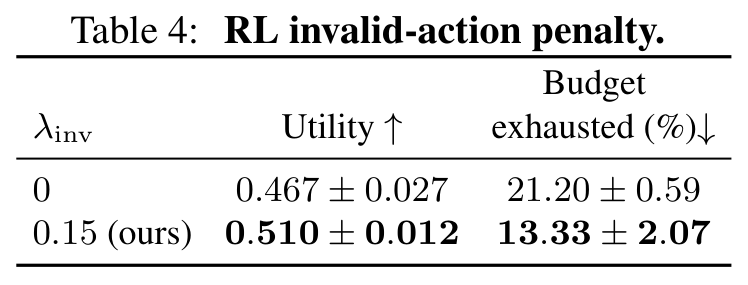 Table 4: RL invalid-action penalty.
Budget
λinv Utility ↑ exhausted (%)↓
0 0.467 ± 0.027 21.20 ± 0.59
0.15 (ours) 0.510 ± 0.012 13.33 ± 2.07